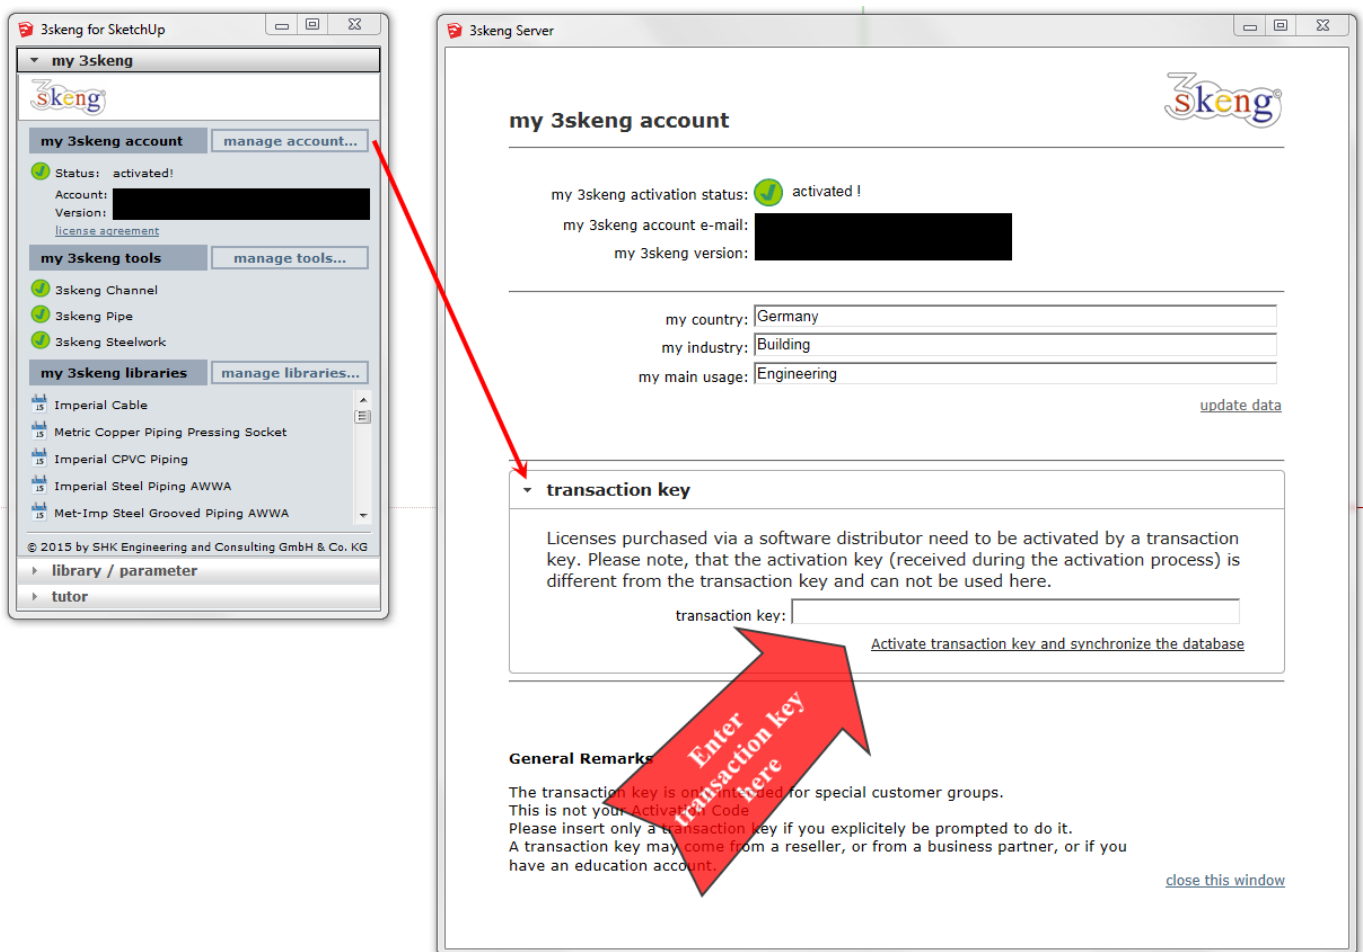 3skeng for SketchUp
my 3skeng
3skeng
my 3skeng account
manage account...
Status: activated!
Account:
Version:
license agreement
my 3skeng tools
manage tools...
3skeng Channel
3skeng Pipe
3skeng Steelwork
my 3skeng libraries
manage libraries...
15 Imperial Cable
15 Metric Copper Piping Pressing Socket
15 Imperial CPVC Piping
15 Imperial Steel Piping AWWA
15 Met-Imp Steel Grooved Piping AWWA
© 2015 by SHK Engineering and Consulting GmbH & Co. KG
library / parameter
tutor
3skeng Server
3skeng©
my 3skeng account
my 3skeng activation status: activated !
my 3skeng account e-mail:
my 3skeng version:
my country: Germany
my industry: Building
my main usage: Engineering
update data
transaction key
Licenses purchased via a software distributor need to be activated by a transaction
key. Please note, that the activation key (received during the activation process) is
different from the transaction key and can not be used here.
transaction key:
Activate transaction key and synchronize the database
Enter
transaction key
here
General Remarks
The transaction key is only intended for special customer groups.
This is not your Activation Code
Please insert only a transaction key if you explicitely be prompted to do it.
A transaction key may come from a reseller, or from a business partner, or if you
have an education account.
close this window